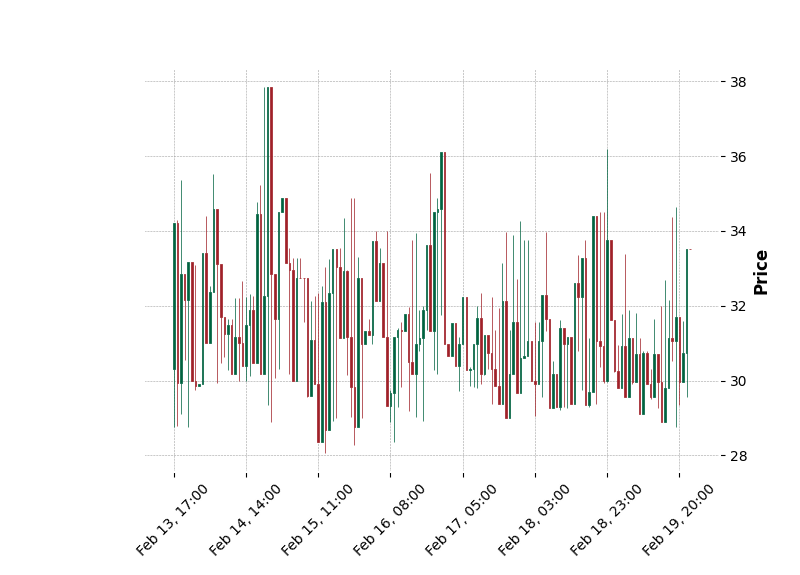 38
36
34
32
30
28
Price
Feb 13, 17:00
Feb 14, 14:00
Feb 15, 11:00
Feb 16, 08:00
Feb 17, 05:00
Feb 18, 03:00
Feb 18, 23:00
Feb 19, 20:00